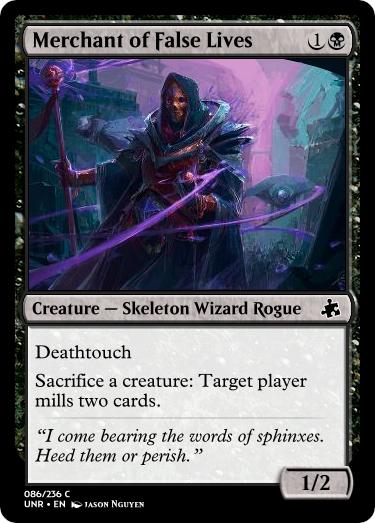 Merchant of False Lives 1
Creature — Skeleton Wizard Rogue
Deathtouch
Sacrifice a creature: Target player
mills two cards.
“I come bearing the words of sphinxes.
Heed them or perish.”
1/2
086/236 C
UNR • EN JASON NGUYEN